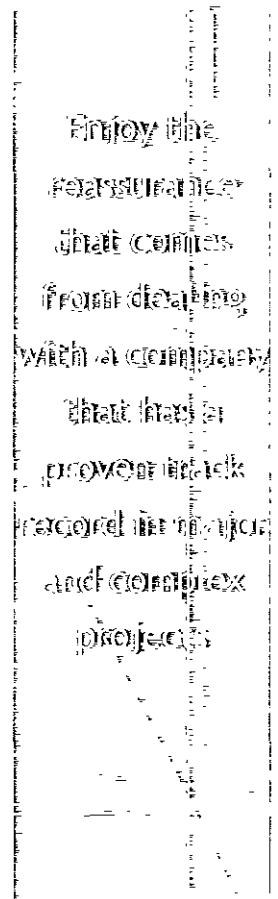 Enjoy the
reassurance
that comes
from dealing
with a company
that has a
proven track
record in major
and complex
projects